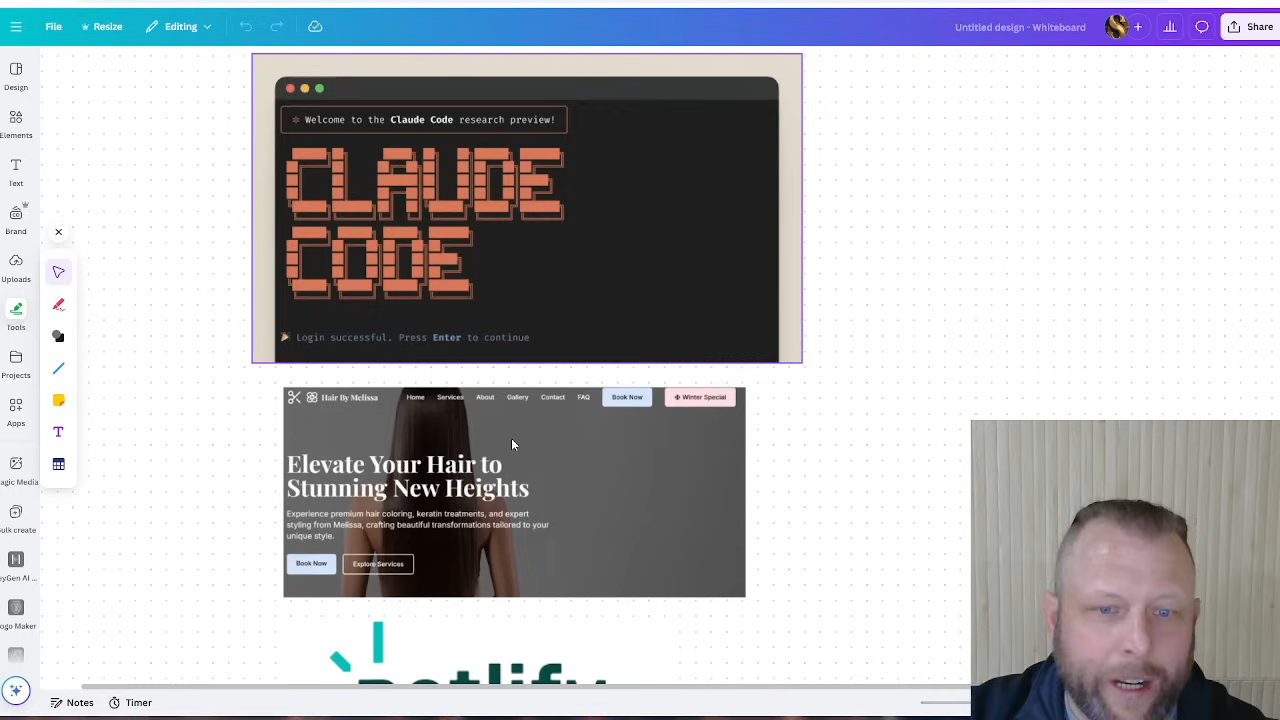 File
Resize
Editing
Untitled design - Whiteboard
Share
Design
Elements
Text
Brand
Projects
Welcome to the Claude Code research preview!
CLAUDE
CODE
Login successful. Press Enter to continue
Hair By Melissa
Home
Services
About
Gallery
Contact
FAQ
Book Now
Winter Special
Elevate Your Hair to
Stunning New Heights
Experience premium hair coloring, keratin treatments, and expert
styling from Melissa, crafting beautiful transformations tailored to your
unique style.
Book Now
Explore Services
netlify
Notes
Timer